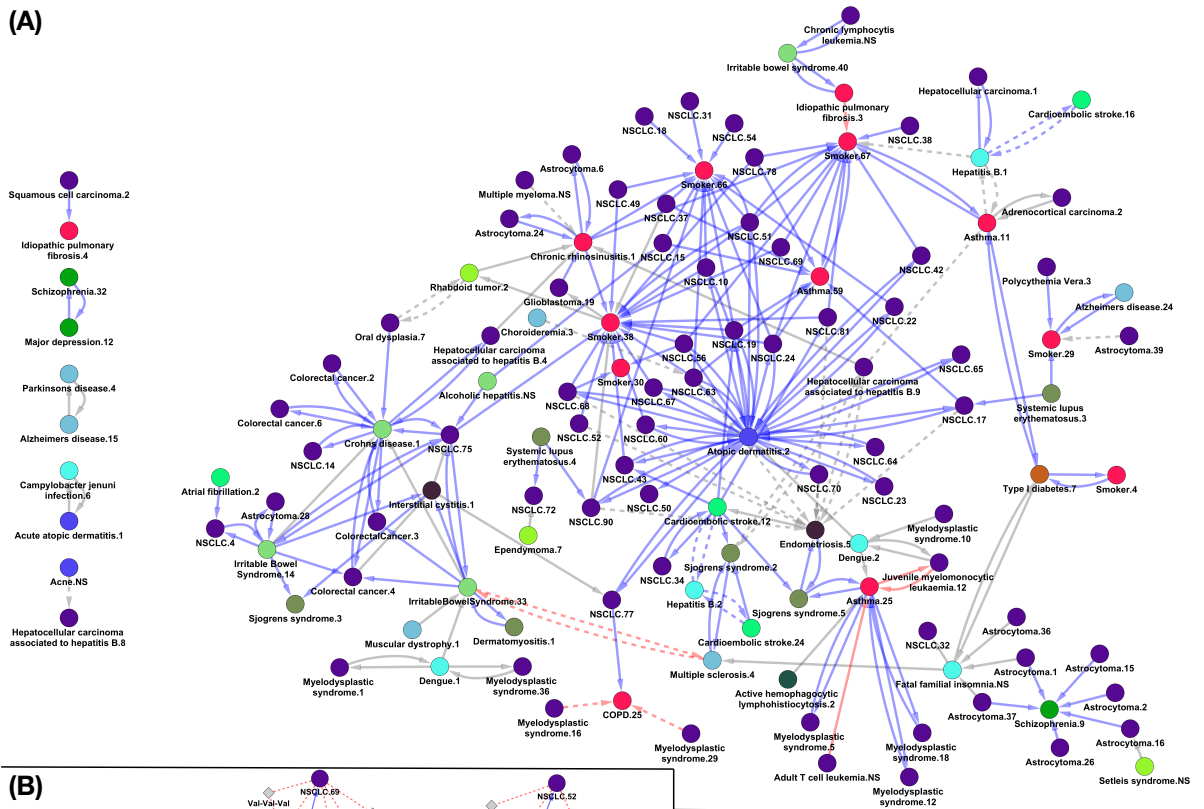 (A)
Chronic lymphocytis
leukemia.NS
Irritable bowel syndrome.40
Idiopathic pulmonary
fibrosis.3
Hepatocellular carcinoma.1
Cardioembolic stroke.16
NSCLC.31
NSCLC.18
NSCLC.54
NSCLC.38
Smoker.67
Astrocytoma.6
NSCLC.78
Smoker.66
Hepatitis B.1
Squamous cell carcinoma.2
Multiple myeloma.NS
NSCLC.49
Adrenocortical carcinoma.2
NSCLC.37
Astrocytoma.24
Asthma.11
NSCLC.51
Idiopathic pulmonary
fibrosis.4
Chronic rhinosinusitis.1
NSCLC.15
NSCLC.69
NSCLC.42
NSCLC.10
Polycythemia Vera.3
Schizophrenia.32
Rhabdoid tumor.2
Asthma.59
Glioblastoma.19
Alzheimers disease.24
NSCLC.22
Choroideremia.3
Oral dysplasia.7
Smoker.38
NSCLC.81
Major depression.12
NSCLC.19
NSCLC.24
Smoker.29
Astrocytoma.39
Hepatocellular carcinoma
associated to hepatitis B.4
NSCLC.56
NSCLC.65
Colorectal cancer.2
Smoker.30
Hepatocellular carcinoma
associated to hepatitis B.9
Parkinsons disease.4
Alcoholic hepatitis.NS
NSCLC.63
NSCLC.67
NSCLC.68
NSCLC.17
Systemic lupus
erythematosus.3
Colorectal cancer.6
Alzheimers disease.15
Crohns disease.1
NSCLC.75
NSCLC.52
NSCLC.60
Atopic dermatitis.2
NSCLC.14
Systemic lupus
erythematosus.4
NSCLC.64
Campylobacter jenuni
infection.6
Atrial fibrillation.2
NSCLC.43
NSCLC.70
NSCLC.23
Type I diabetes.7
Smoker.4
Interstitial cystitis.1
NSCLC.72
NSCLC.50
Astrocytoma.28
NSCLC.90
Cardioembolic stroke.12
Acute atopic dermatitis.1
NSCLC.4
ColorectalCancer.3
Endometriosis.5
Myelodysplastic
syndrome.10
Ependymoma.7
Dengue.2
Irritable Bowel
Syndrome.14
Sjogrens syndrome.2
NSCLC.34
Acne.NS
Colorectal cancer.4
Juvenile myelomonocytic
leukaemia.12
Asthma.25
IrritableBowelSyndrome.33
Hepatitis B.2
NSCLC.77
Sjogrens syndrome.5
Sjogrens syndrome.3
Hepatocellular carcinoma
associated to hepatitis B.8
Muscular dystrophy.1
Dermatomyositis.1
Cardioembolic stroke.24
NSCLC.32
Astrocytoma.36
Myelodysplastic
syndrome.1
Dengue.1
Myelodysplastic
syndrome.36
Multiple sclerosis.4
Fatal familial insomnia.NS
Astrocytoma.1
Astrocytoma.15
Active hemophagocytic
lymphohistiocytosis.2
Myelodysplastic
syndrome.16
COPD.25
Astrocytoma.37
Schizophrenia.9
Astrocytoma.2
Myelodysplastic
syndrome.5
Myelodysplastic
syndrome.29
Myelodysplastic
syndrome.18
Astrocytoma.16
Astrocytoma.26
Adult T cell leukemia.NS
Setleis syndrome.NS
Myelodysplastic
syndrome.12
(B)
NSCLC.69
NSCLC.52
Val-Val-Val